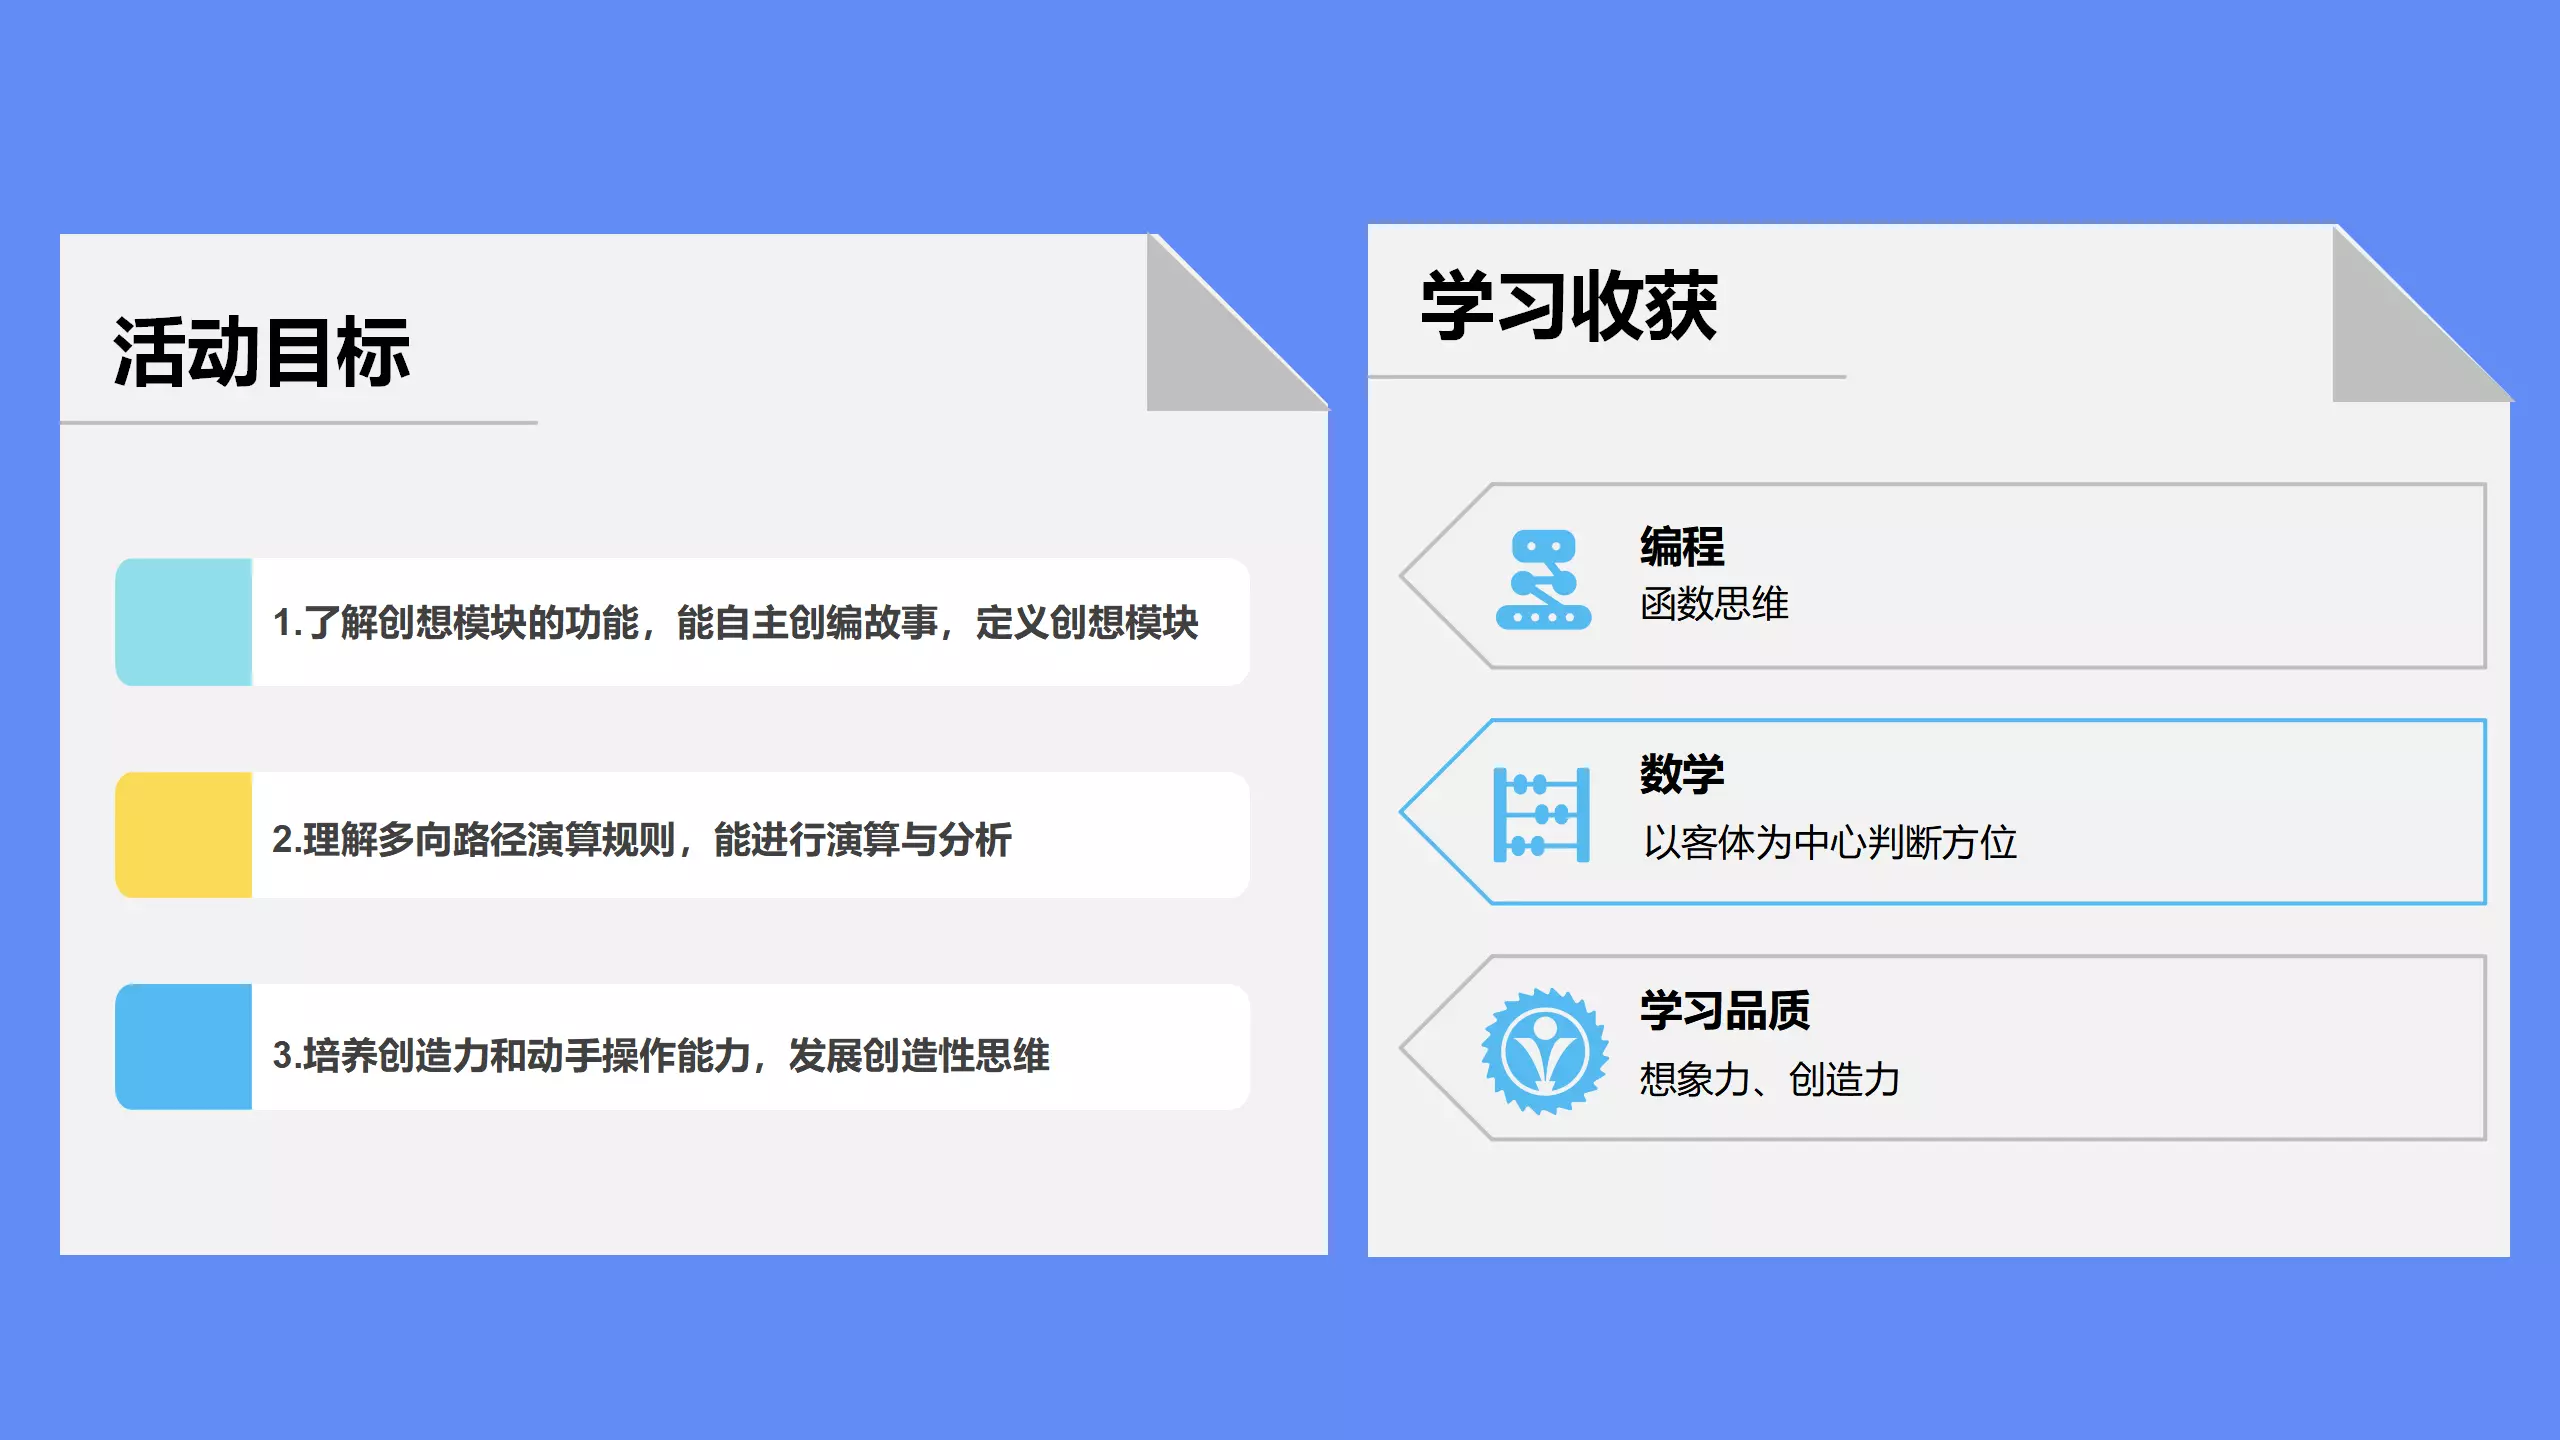 活动目标
1.了解创想模块的功能，能自主创编故事，定义创想模块
2.理解多向路径演算规则，能进行演算与分析
3.培养创造力和动手操作能力，发展创造性思维
学习收获
编程
函数思维
数学
以客体为中心判断方位
学习品质
想象力、创造力